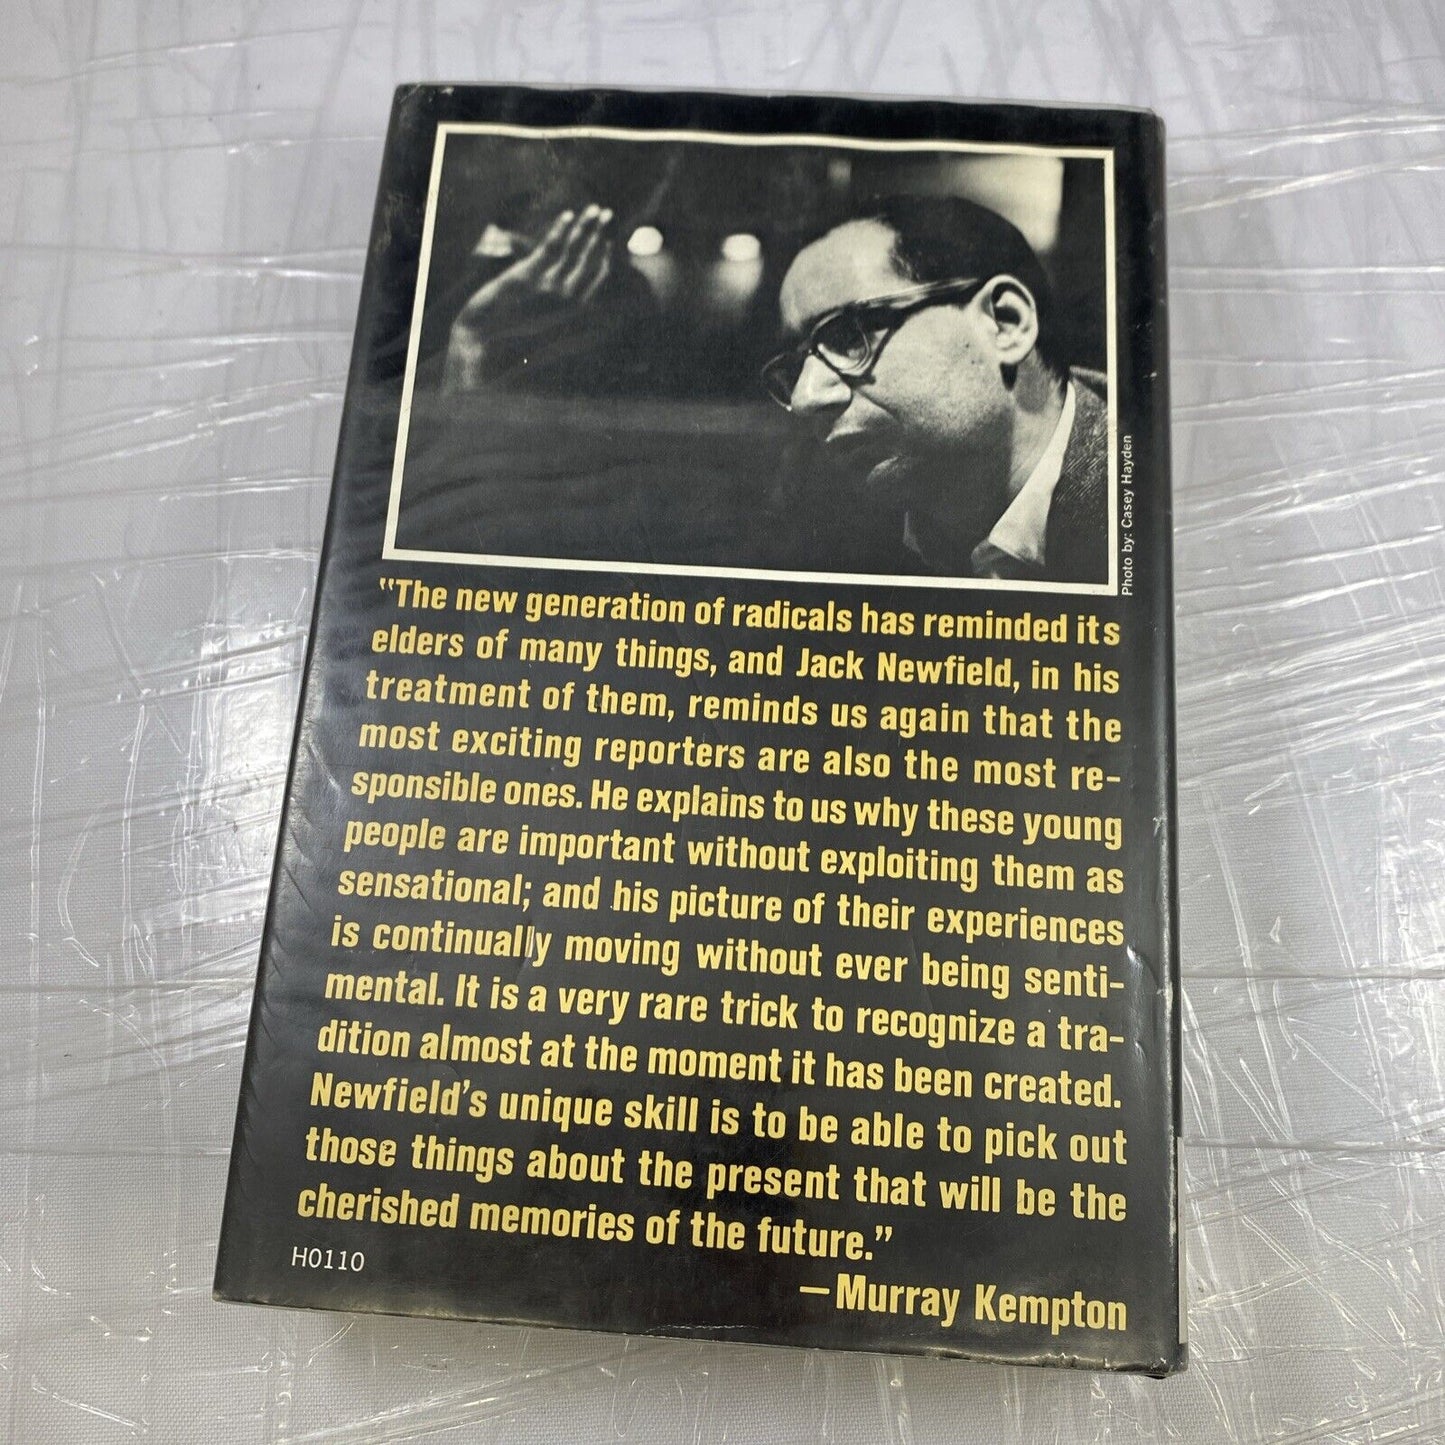 Photo by: Casey Hayden
"The new generation of radicals has reminded its
elders of many things, and Jack Newfield, in his
treatment of them, reminds us again that the
most exciting reporters are also the most re-
sponsible ones. He explains to us why these young
people are important without exploiting them as
sensational; and his picture of their experiences
is continually moving without ever being senti-
mental. It is a very rare trick to recognize a tra-
dition almost at the moment it has been created.
Newfield's unique skill is to be able to pick out
those things about the present that will be the
cherished memories of the future."
H0110
—Murray Kempton